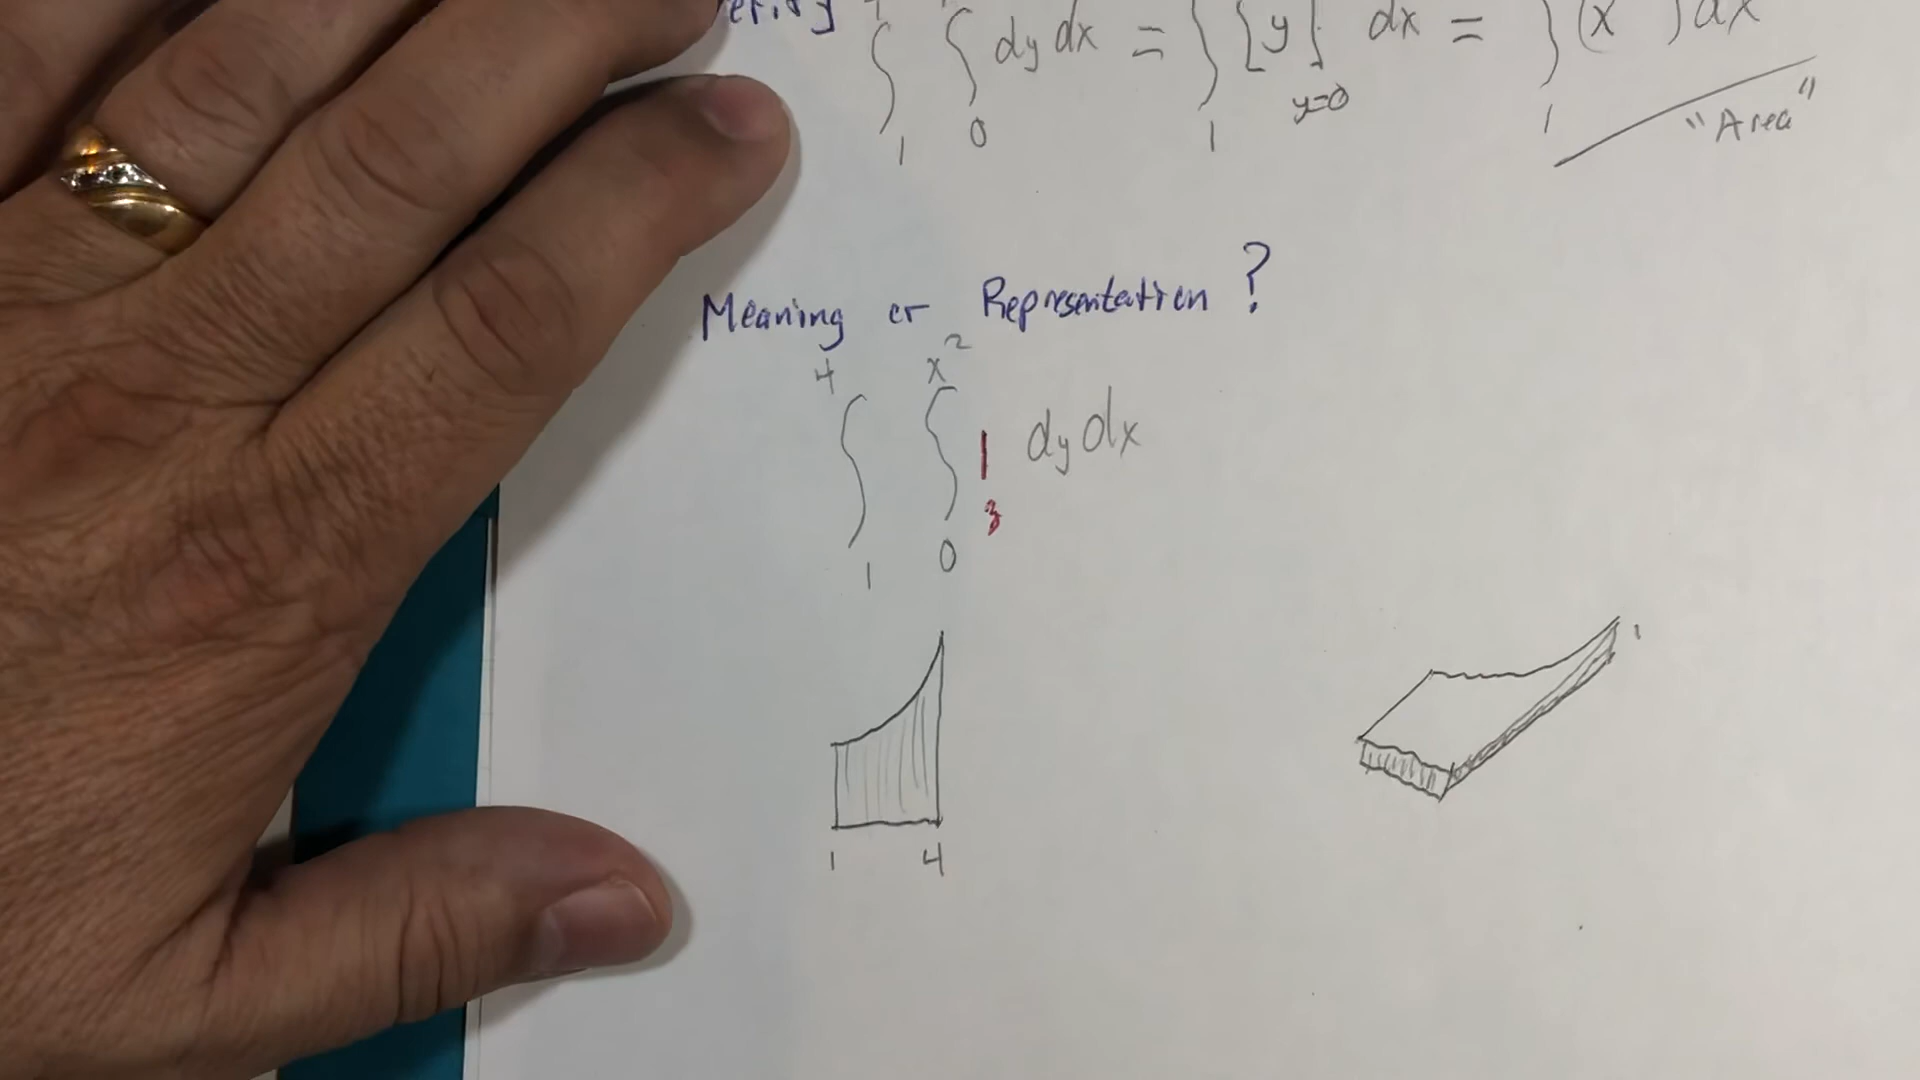 ∫ ∫ dy dx = ∫ [y] dx = ∫ (x ) dx
1 0 1 y=0 1
"Area"
Meaning or Representation ?
4 x²
∫ ∫ 1 dy dx
3
1 0
1
1 4